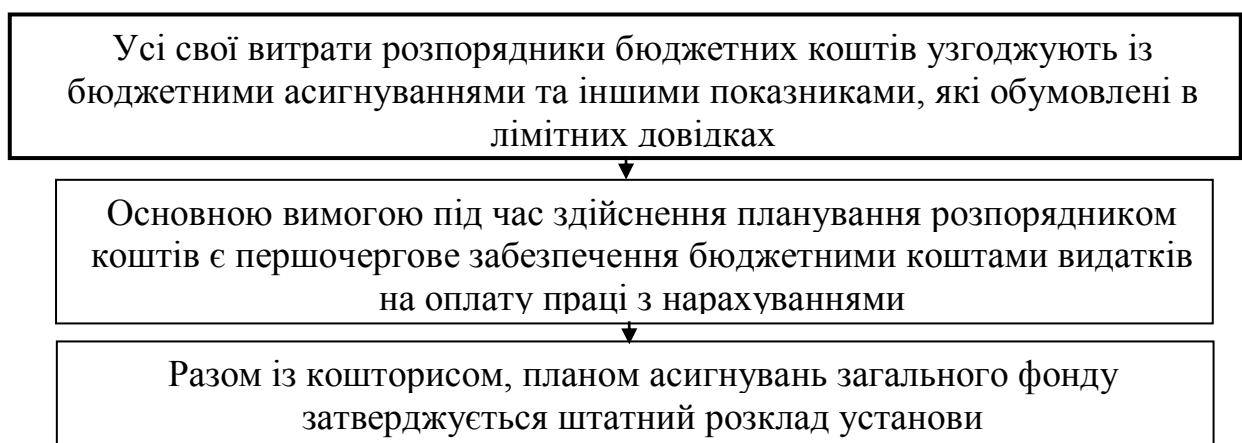 Усі свої витрати розпорядники бюджетних коштів узгоджують із
бюджетними асигнуваннями та іншими показниками, які обумовлені в
лімітних довідках
Основною вимогою під час здійснення планування розпорядником
коштів є першочергове забезпечення бюджетними коштами видатків
на оплату праці з нарахуваннями
Разом із кошторисом, планом асигнувань загального фонду
затверджується штатний розклад установи